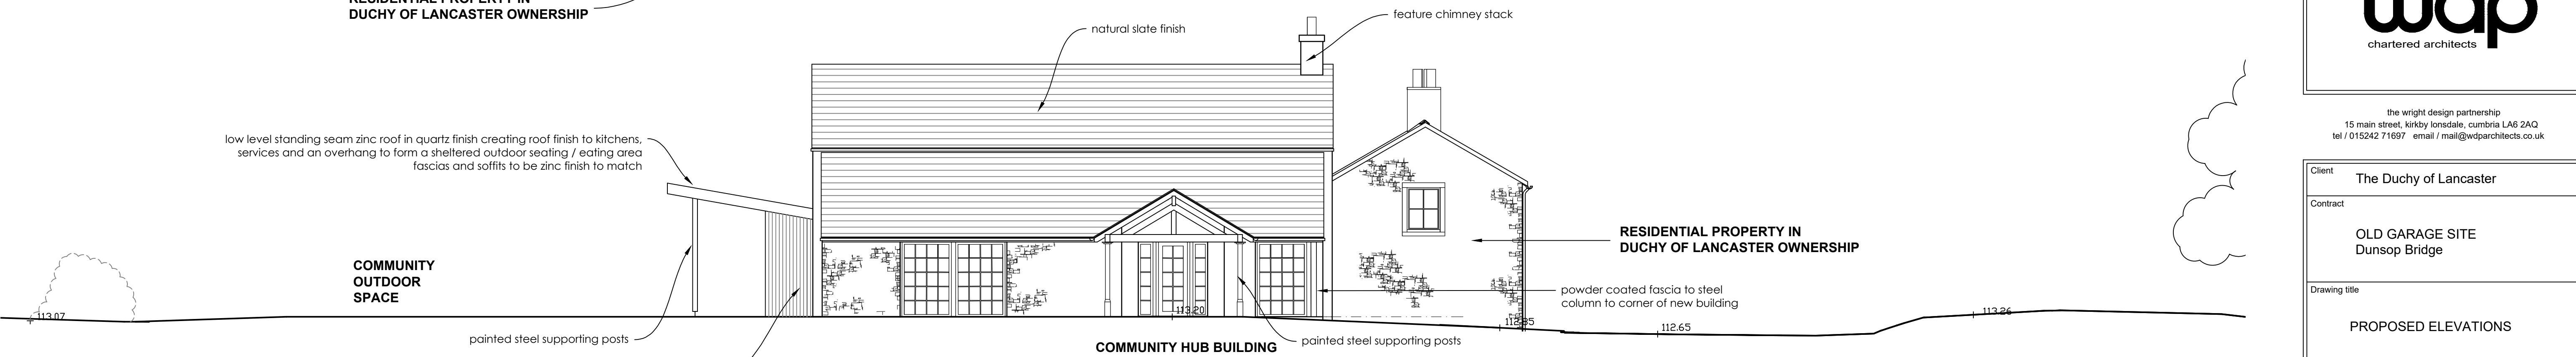 RESIDENTIAL PROPERTY IN
DUCHY OF LANCASTER OWNERSHIP
natural slate finish
feature chimney stack
low level standing seam zinc roof in quartz finish creating roof finish to kitchens,
services and an overhang to form a sheltered outdoor seating / eating area
fascias and soffits to be zinc finish to match
COMMUNITY
OUTDOOR
SPACE
RESIDENTIAL PROPERTY IN
DUCHY OF LANCASTER OWNERSHIP
powder coated fascia to steel
column to corner of new building
113.07
113.20
112.85
112.65
113.26
painted steel supporting posts
COMMUNITY HUB BUILDING
painted steel supporting posts
wdp
chartered architects
the wright design partnership
15 main street, kirkby lonsdale, cumbria LA6 2AQ
tel / 015242 71697 email / mail@wdparchitects.co.uk
Client
The Duchy of Lancaster
Contract
OLD GARAGE SITE
Dunsop Bridge
Drawing title
PROPOSED ELEVATIONS